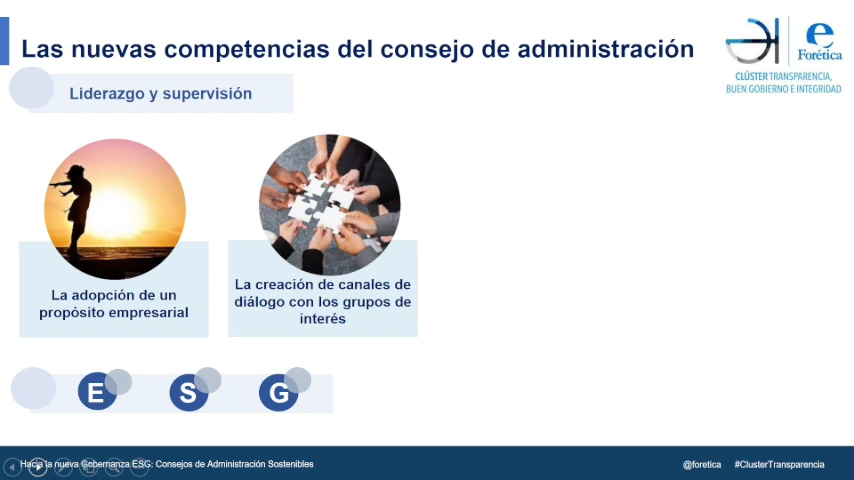 Las nuevas competencias del consejo de administración
e
Forética
CLÚSTER TRANSPARENCIA,
BUEN GOBIERNO E INTEGRIDAD
Liderazgo y supervisión
La adopción de un
propósito empresarial
La creación de canales de
diálogo con los grupos de
interés
E S G
Hacia la nueva Gobernanza ESG: Consejos de Administración Sostenibles
@foretica #ClusterTransparencia